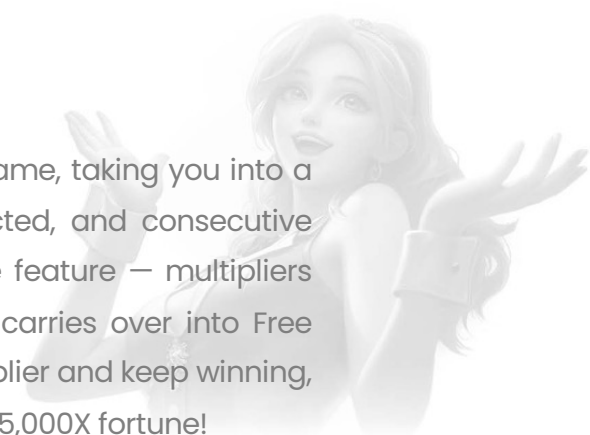 ame, taking you into a
cted, and consecutive
feature — multipliers
carries over into Free
plier and keep winning,
5,000X fortune!